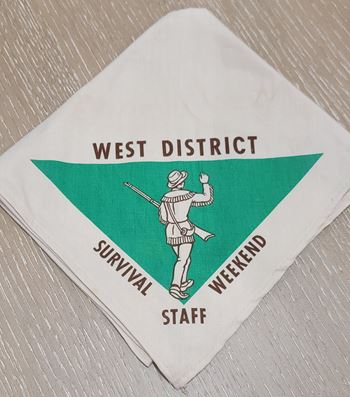 WEST DISTRICT
SURVIVAL
WEEKEND
STAFF